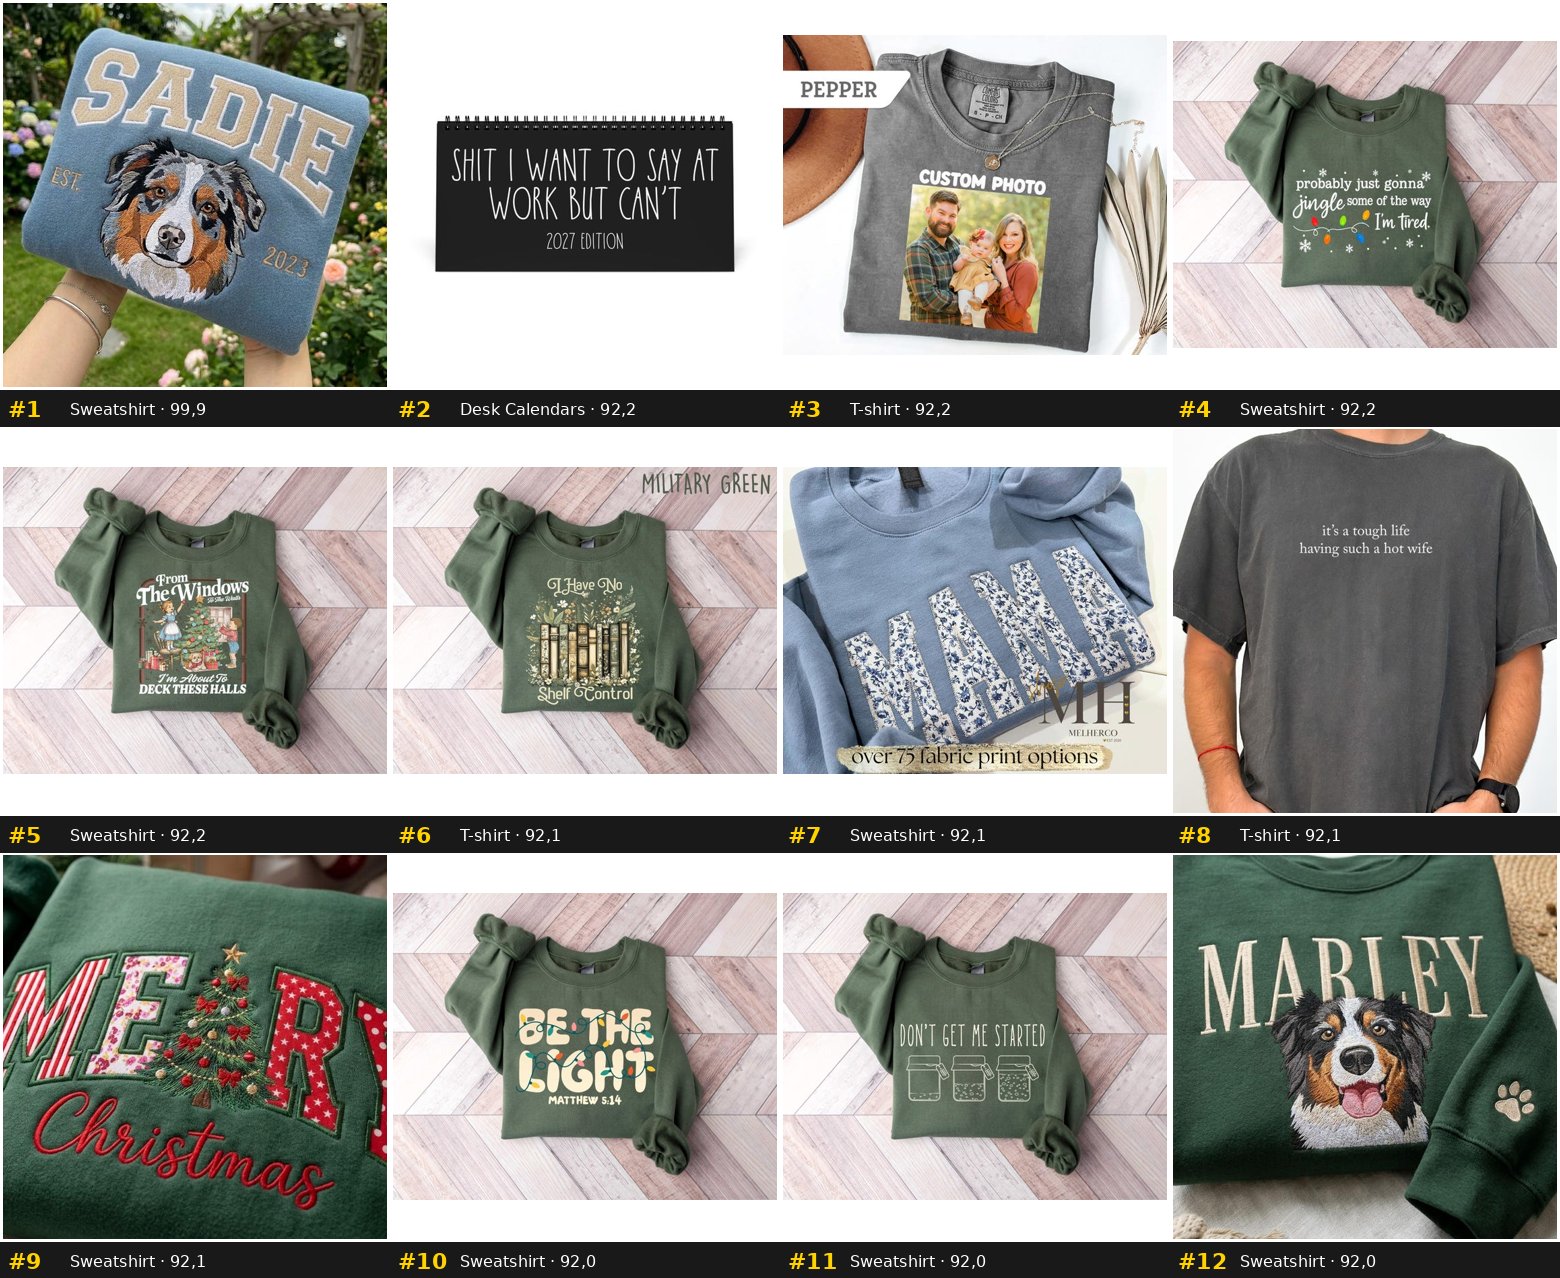 SADIE
EST.
2023
#1 Sweatshirt · 99,9
SHIT I WANT TO SAY AT
WORK BUT CAN'T
2027 EDITION
#2 Desk Calendars · 92,2
PEPPER
CUSTOM PHOTO
#3 T-shirt · 92,2
probably just gonna
jingle some of the way
I'm tired.
#4 Sweatshirt · 92,2
From
The Windows
To The Walls
I'm About To
DECK THESE HALLS
#5 Sweatshirt · 92,2
MILITARY GREEN
I Have No
Shelf Control
#6 T-shirt · 92,1
MAMA
MH
MELHERCO
over 75 fabric print options
#7 Sweatshirt · 92,1
it's a tough life
having such a hot wife
#8 T-shirt · 92,1
MERRY
Christmas
#9 Sweatshirt · 92,1
BE THE
LIGHT
MATTHEW 5:14
#10 Sweatshirt · 92,0
DON'T GET ME STARTED
#11 Sweatshirt · 92,0
MARLEY
#12 Sweatshirt · 92,0